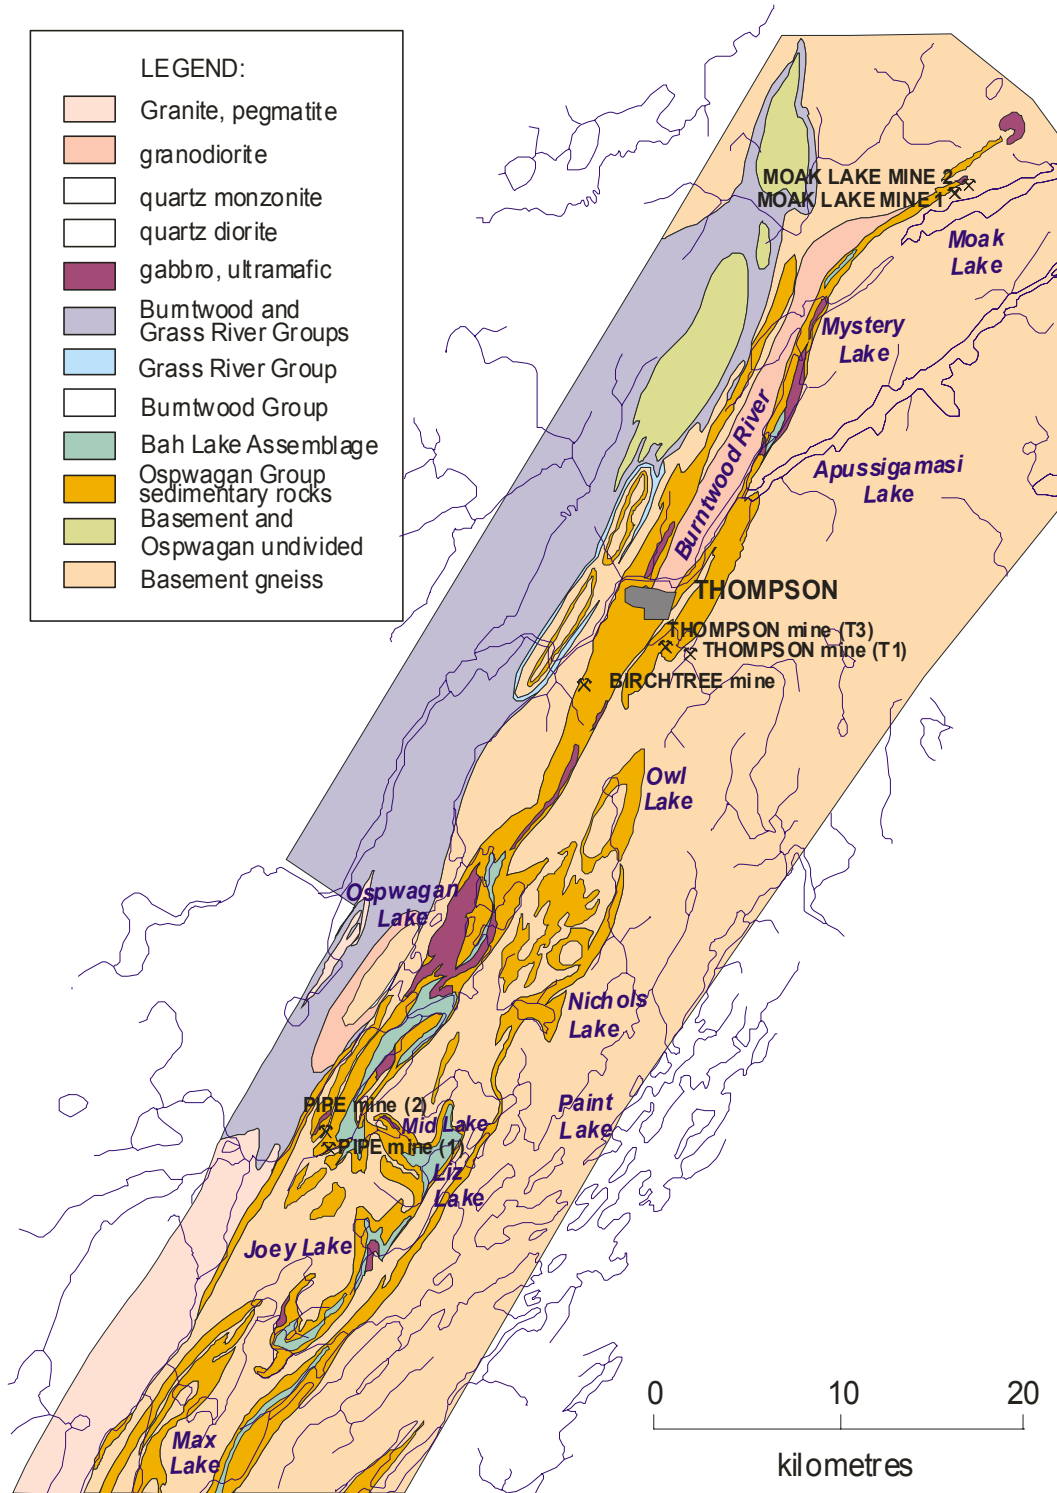 LEGEND:
Granite, pegmatite
granodiorite
quartz monzonite
quartz diorite
gabbro, ultramafic
Burntwood and
Grass River Groups
Grass River Group
Burntwood Group
Bah Lake Assemblage
Ospwagan Group
sedimentary rocks
Basement and
Ospwagan undivided
Basement gneiss
MOAK LAKE MINE 2
MOAK LAKE MINE 1
Moak
Lake
Mystery
Lake
Burntwood River
Apussigamasi
Lake
THOMPSON
THOMPSON mine (T3)
THOMPSON mine (T1)
BIRCHTREE mine
Owl
Lake
Ospwagan
Lake
Nichols
Lake
Paint
Lake
PIPE mine (2)
Mid Lake
PIPE mine (1)
Liz
Lake
Joey Lake
Max
Lake
0 10 20
kilometres